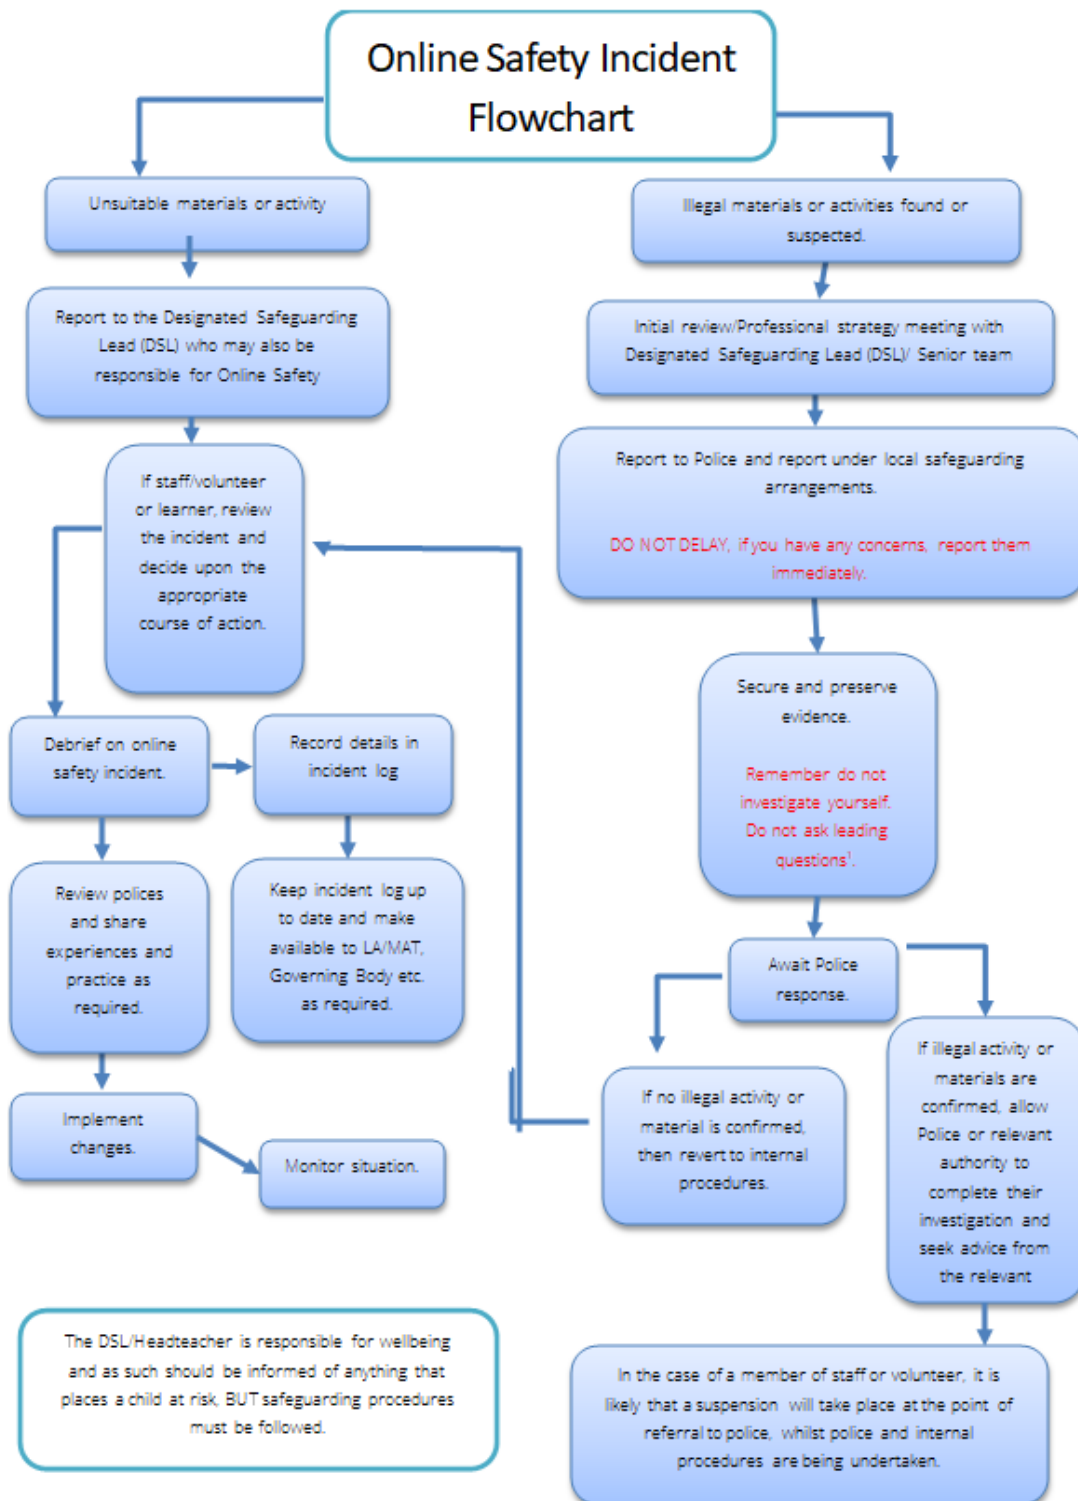 Online Safety Incident
Flowchart
Unsuitable materials or activity
Report to the Designated Safeguarding
Lead (DSL) who may also be
responsible for Online Safety
If staff/volunteer
or learner, review
the incident and
decide upon the
appropriate
course of action.
Debrief on online
safety incident.
Record details in
incident log
Review polices
and share
experiences and
practice as
required.
Keep incident log up
to date and make
available to LA/MAT,
Governing Body etc.
as required.
Implement
changes.
Monitor situation.
The DSL/Headteacher is responsible for wellbeing
and as such should be informed of anything that
places a child at risk, BUT safeguarding procedures
must be followed.
Illegal materials or activities found or
suspected.
Initial review/Professional strategy meeting with
Designated Safeguarding Lead (DSL)/ Senior team
Report to Police and report under local safeguarding
arrangements.
DO NOT DELAY, if you have any concerns, report them
immediately.
Secure and preserve
evidence.
Remember do not
investigate yourself.
Do not ask leading
questions¹.
Await Police
response.
If no illegal activity or
material is confirmed,
then revert to internal
procedures.
If illegal activity or
materials are
confirmed, allow
Police or relevant
authority to
complete their
investigation and
seek advice from
the relevant
In the case of a member of staff or volunteer, it is
likely that a suspension will take place at the point of
referral to police, whilst police and internal
procedures are being undertaken.